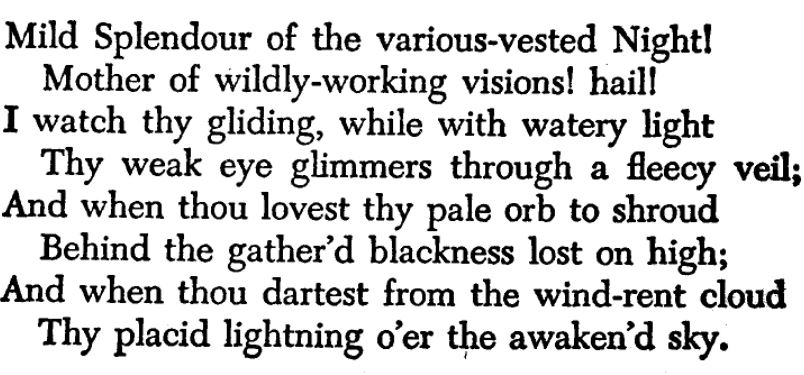 Mild Splendour of the various-vested Night!
Mother of wildly-working visions! hail!
I watch thy gliding, while with watery light
Thy weak eye glimmers through a fleecy veil;
And when thou lovest thy pale orb to shroud
Behind the gather'd blackness lost on high;
And when thou dartest from the wind-rent cloud
Thy placid lightning o'er the awaken'd sky.